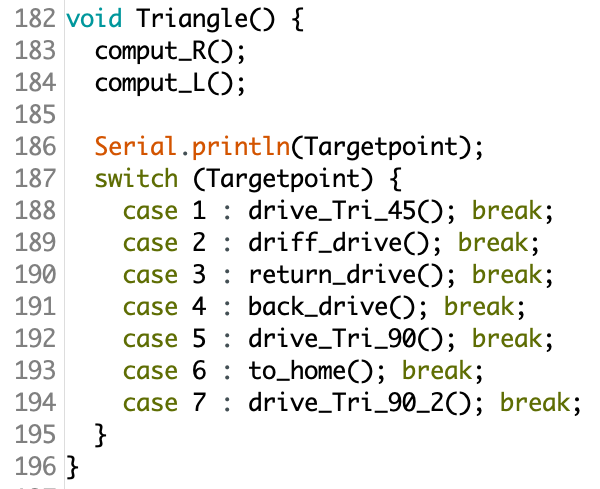 182 void Triangle() {
183   comput_R();
184   comput_L();
185
186   Serial.println(Targetpoint);
187   switch (Targetpoint) {
188     case 1 : drive_Tri_45(); break;
189     case 2 : driff_drive(); break;
190     case 3 : return_drive(); break;
191     case 4 : back_drive(); break;
192     case 5 : drive_Tri_90(); break;
193     case 6 : to_home(); break;
194     case 7 : drive_Tri_90_2(); break;
195   }
196 }